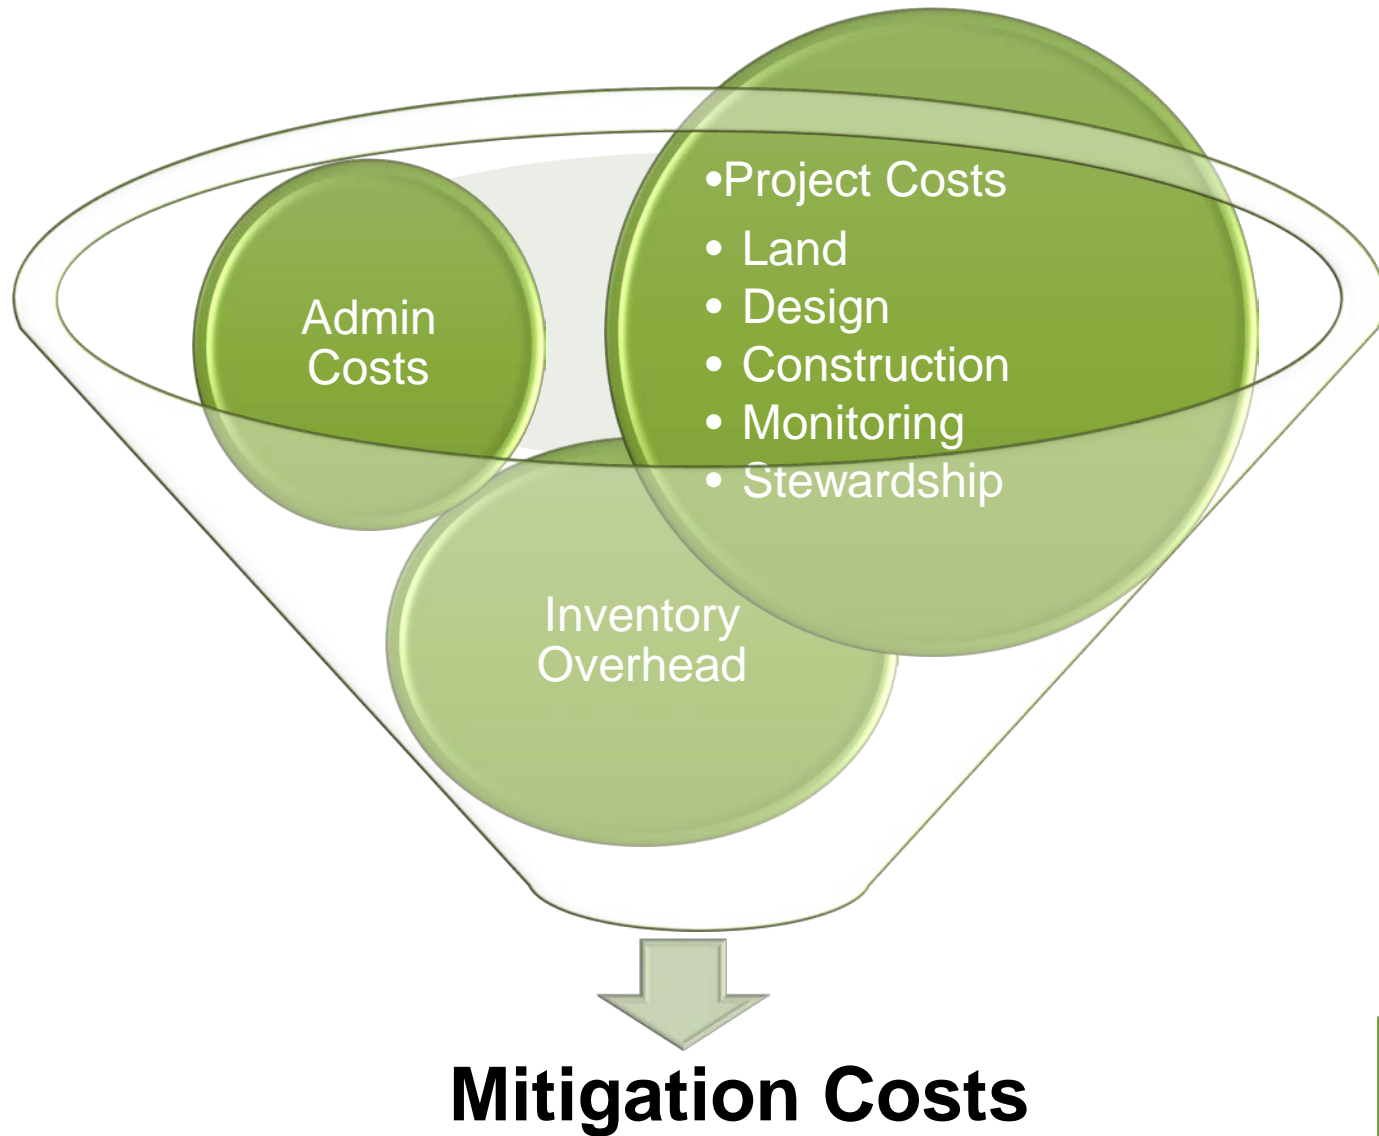 Admin
Costs
•Project Costs
• Land
• Design
• Construction
• Monitoring
• Stewardship
Inventory
Overhead
Mitigation Costs